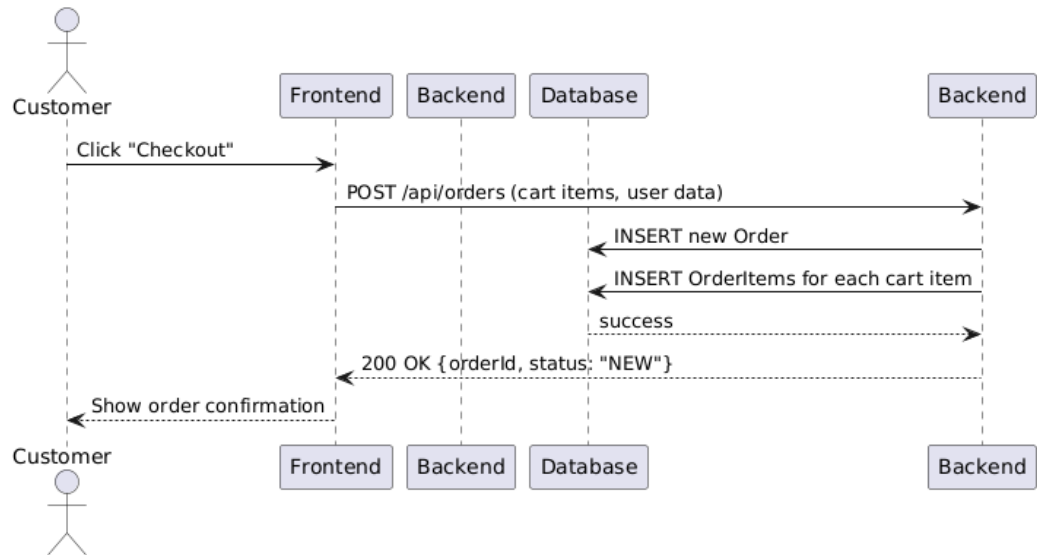 Customer
Frontend
Backend
Database
Backend
Click "Checkout"
POST /api/orders (cart items, user data)
INSERT new Order
INSERT OrderItems for each cart item
success
200 OK {orderId, status: "NEW"}
Show order confirmation
Customer
Frontend
Backend
Database
Backend